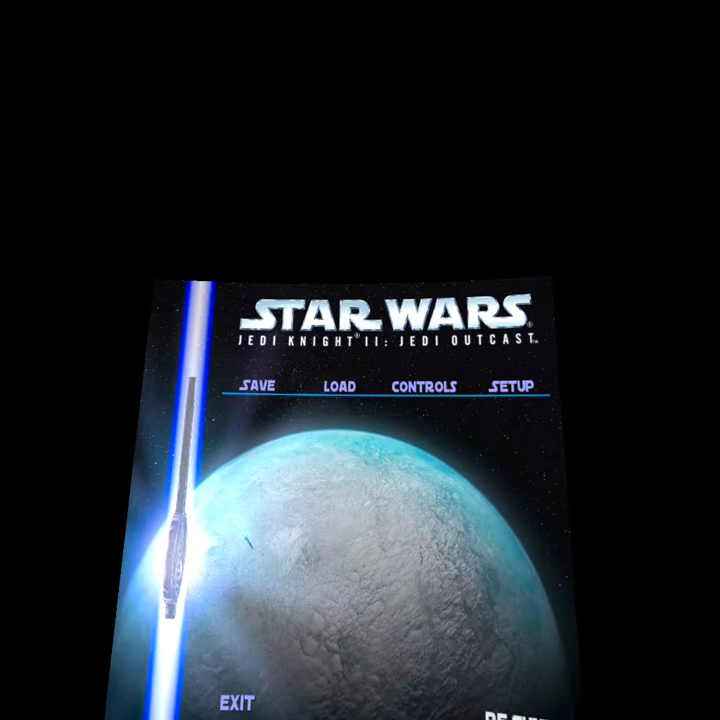 STAR WARS®
JEDI KNIGHT® II: JEDI OUTCAST™
SAVE LOAD CONTROLS SETUP
EXIT